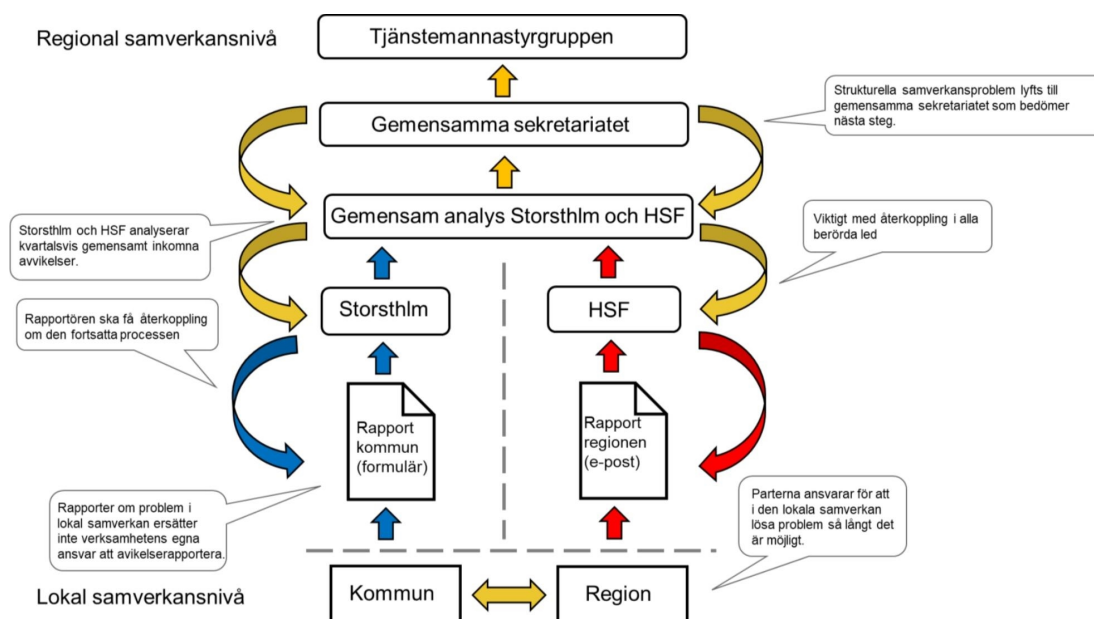 Regional samverkansnivå
Tjänstemannastyrgruppen
Strukturella samverkansproblem lyfts till
gemensamma sekretariatet som bedömer
nästa steg.
Gemensamma sekretariatet
Gemensam analys Storsthlm och HSF
Storsthlm och HSF analyserar
kvartalsvis gemensamt inkomna
avvikelser.
Viktigt med återkoppling i alla
berörda led
Storsthlm
HSF
Rapportören ska få återkoppling
om den fortsatta processen
Rapport
kommun
(formulär)
Rapport
regionen
(e-post)
Rapporter om problem i
lokal samverkan ersätter
inte verksamhetens egna
ansvar att avikelserapportera.
Parterna ansvarar för att
i den lokala samverkan
lösa problem så långt det
är möjligt.
Lokal samverkansnivå
Kommun
Region